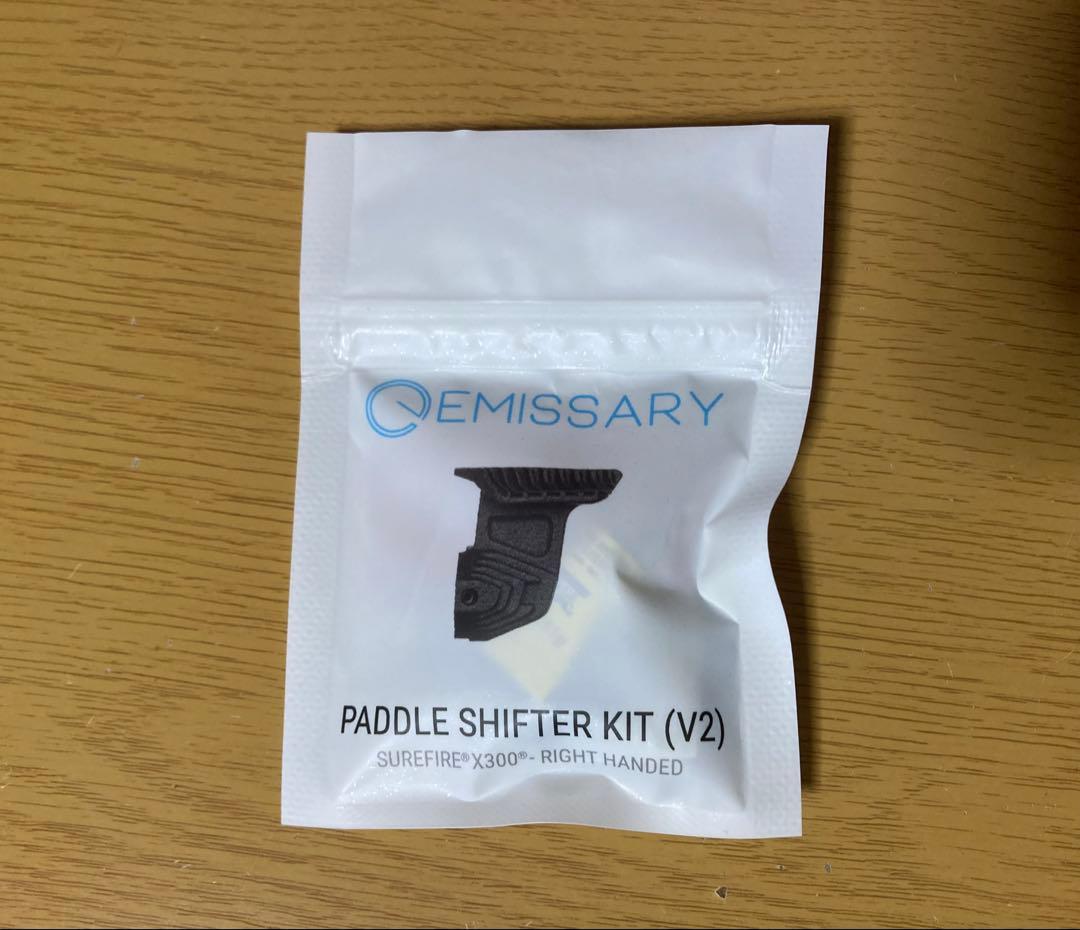 EMISSARY
PADDLE SHIFTER KIT (V2)
SUREFIRE® X300® - RIGHT HANDED